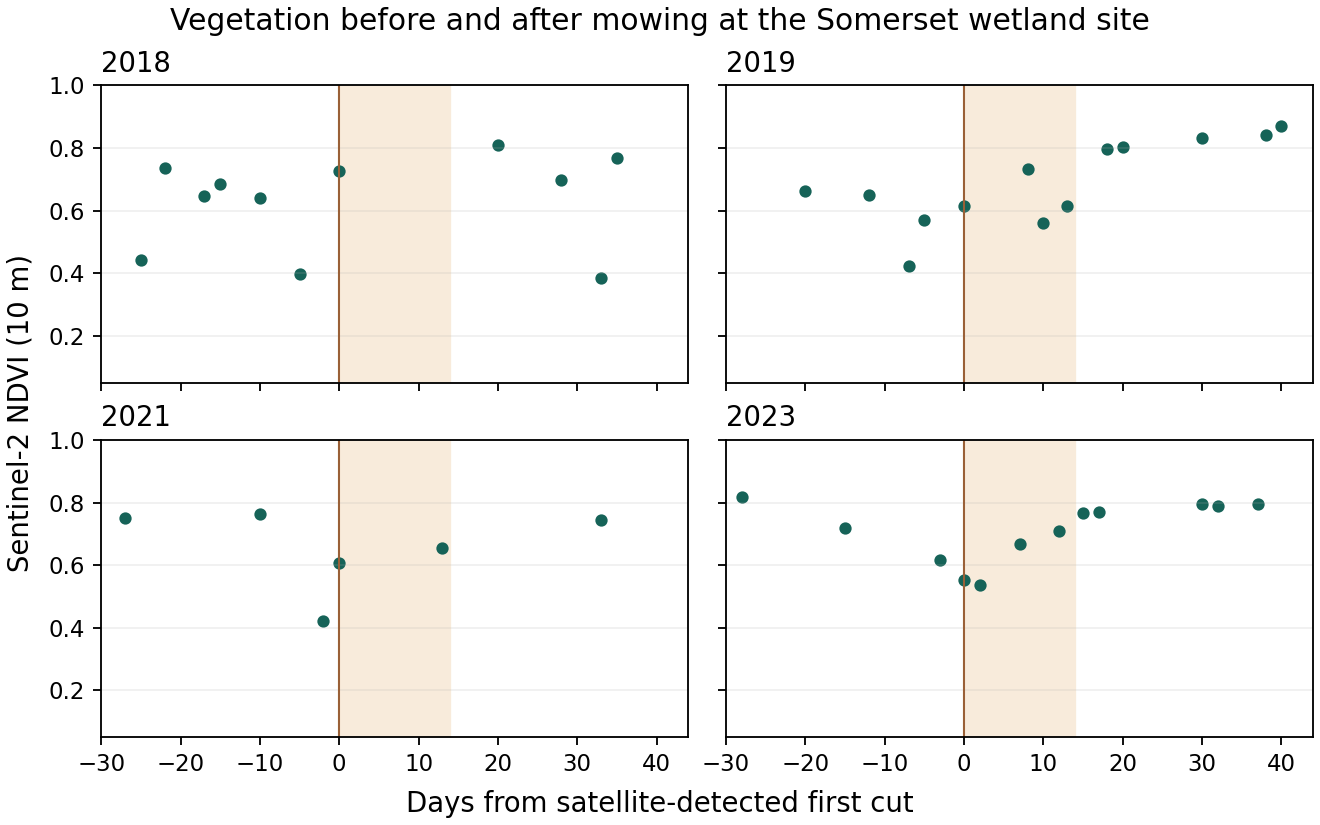 Vegetation before and after mowing at the Somerset wetland site
2018
2019
1.0
0.8
0.6
0.4
0.2
2021
2023
1.0
0.8
0.6
0.4
0.2
−30 −20 −10 0 10 20 30 40
−30 −20 −10 0 10 20 30 40
Sentinel-2 NDVI (10 m)
Days from satellite-detected first cut